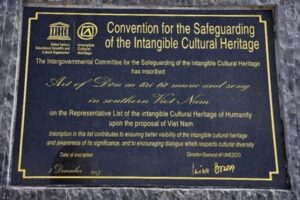 UNESCO
United Nations
Educational, Scientific and
Cultural Organization
Intangible
Cultural
Heritage
Convention for the Safeguarding
of the Intangible Cultural Heritage
The Intergovernmental Committee for the Safeguarding of the Intangible Cultural Heritage
has inscribed
Art of Đờn ca tài tử music and song
in southern Viet Nam
on the Representative List of the Intangible Cultural Heritage of Humanity
upon the proposal of Viet Nam
Inscription on this List contributes to ensuring better visibility of the intangible cultural heritage
and awareness of its significance, and to encouraging dialogue which respects cultural diversity
Date of inscription
Director-General of UNESCO
5 December 2013